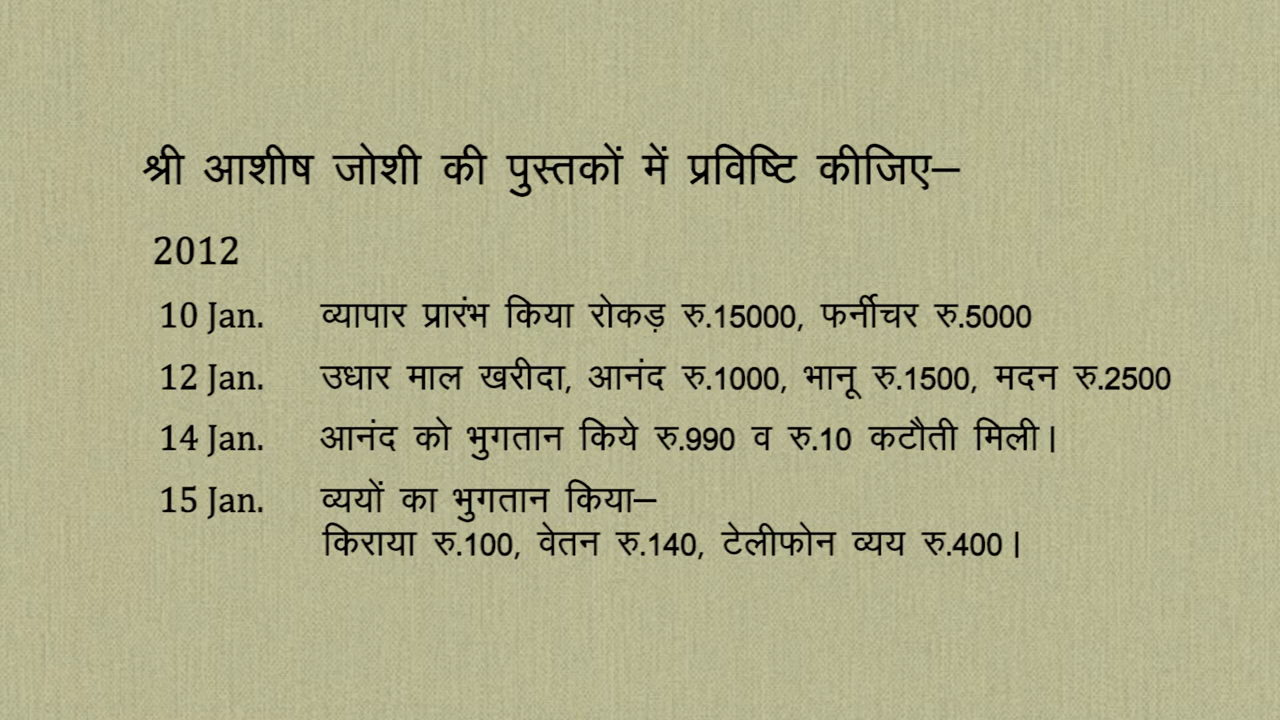 श्री आशीष जोशी की पुस्तकों में प्रविष्टि कीजिए–
2012
10 Jan. व्यापार प्रारंभ किया रोकड़ रु.15000, फर्नीचर रु.5000
12 Jan. उधार माल खरीदा, आनंद रु.1000, भानू रु.1500, मदन रु.2500
14 Jan. आनंद को भुगतान किये रु.990 व रु.10 कटौती मिली।
15 Jan. व्ययों का भुगतान किया–
किराया रु.100, वेतन रु.140, टेलीफोन व्यय रु.400।